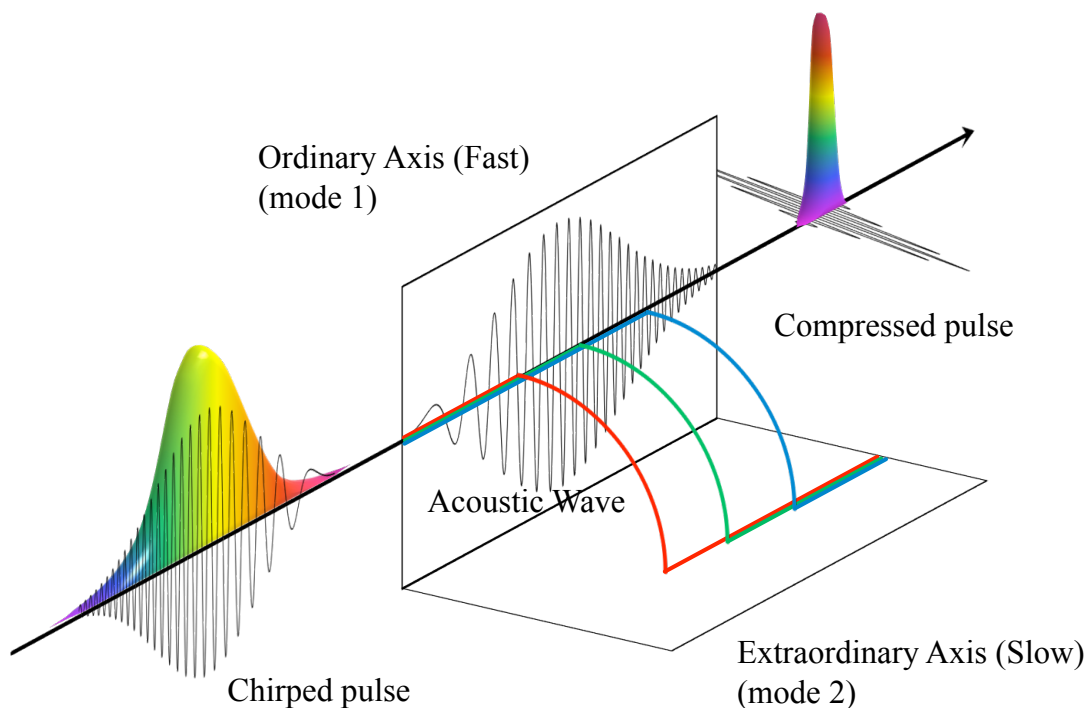 Ordinary Axis (Fast)
(mode 1)
Compressed pulse
Acoustic Wave
Extraordinary Axis (Slow)
(mode 2)
Chirped pulse